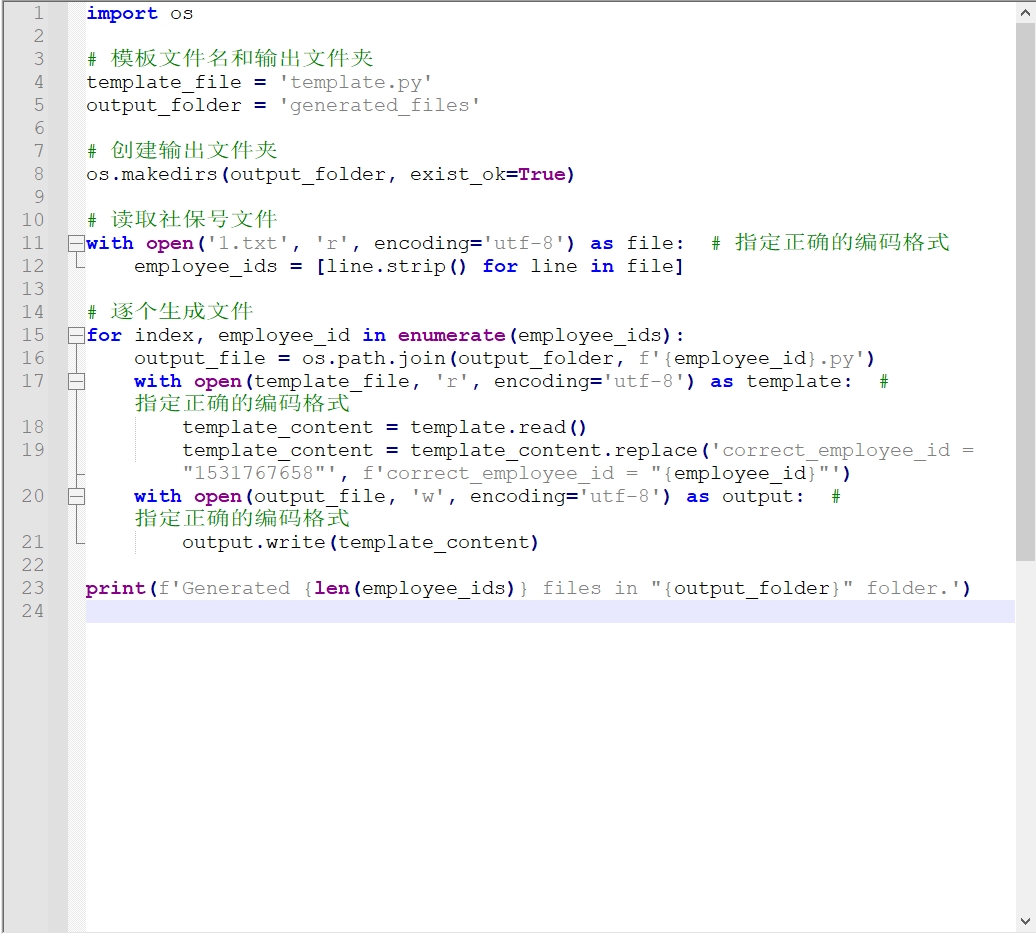 1 import os
2
3 # 模板文件名和输出文件夹
4 template_file = 'template.py'
5 output_folder = 'generated_files'
6
7 # 创建输出文件夹
8 os.makedirs(output_folder, exist_ok=True)
9
10 # 读取社保号文件
11 with open('1.txt', 'r', encoding='utf-8') as file:  # 指定正确的编码格式
12     employee_ids = [line.strip() for line in file]
13
14 # 逐个生成文件
15 for index, employee_id in enumerate(employee_ids):
16     output_file = os.path.join(output_folder, f'{employee_id}.py')
17     with open(template_file, 'r', encoding='utf-8') as template:  #
    指定正确的编码格式
18         template_content = template.read()
19         template_content = template_content.replace('correct_employee_id =
        "1531767658"', f'correct_employee_id = "{employee_id}"')
20     with open(output_file, 'w', encoding='utf-8') as output:  #
    指定正确的编码格式
21         output.write(template_content)
22
23 print(f'Generated {len(employee_ids)} files in "{output_folder}" folder.')
24